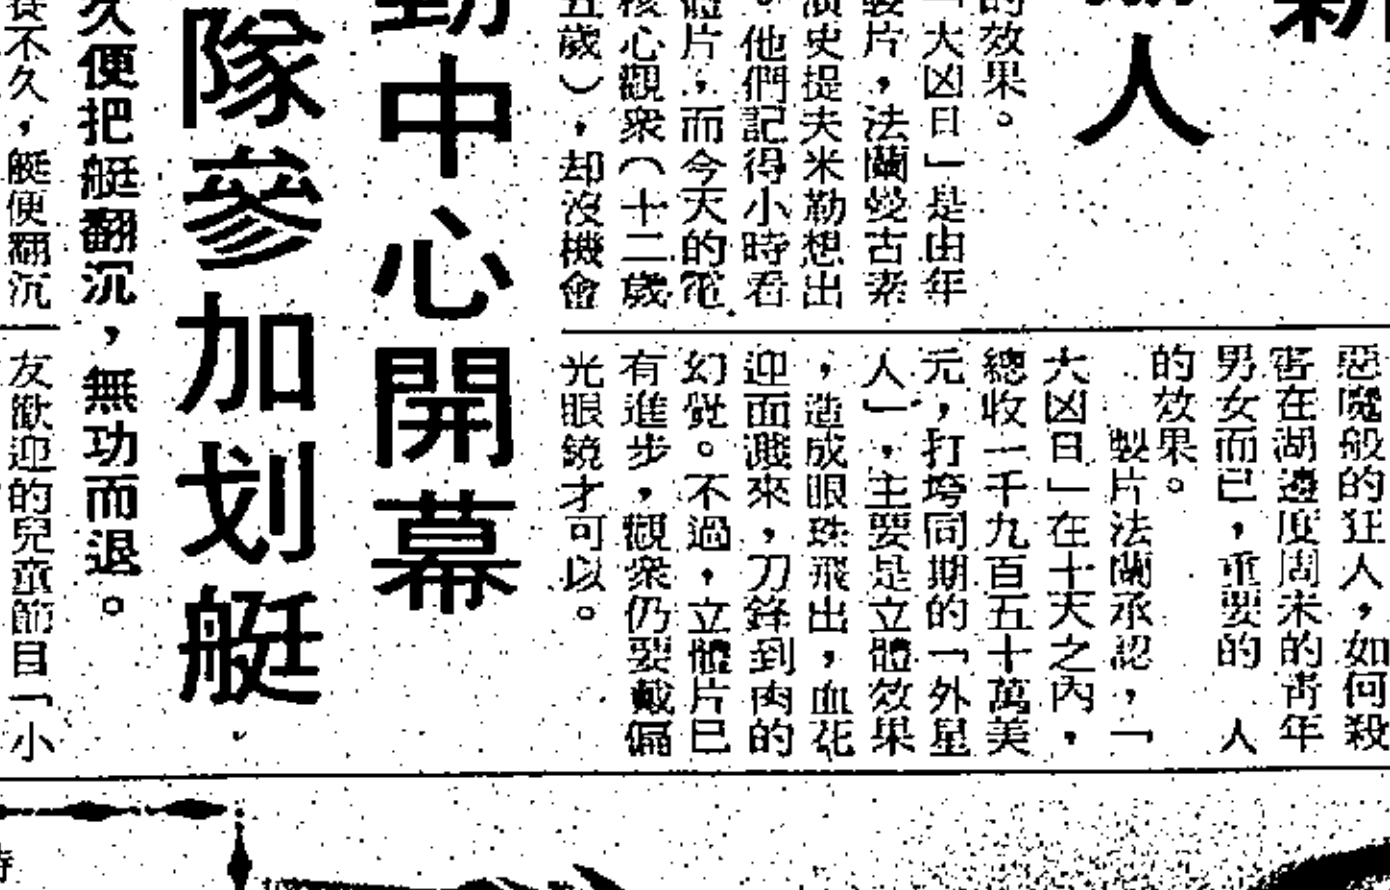 新
人
的效果。
「大凶日」是由年
製片，法蘭曼古素
演史提夫米勒想出
。他們記得小時看
體片，而今天的電
核心觀衆（十二歲
五歲），却沒機會
惡魔般的狂人，如何殺
害在湖邊度周末的靑年
男女而已，重要的 人
的效果。
製片法蘭承認，「
大凶日」在十天之內，
總收一千九百五十萬美
元，打垮同期的「外星
人」，主要是立體效果
，造成眼珠飛出，血花
迎面濺來，刀鋒到肉的
幻覺。不過，立體片已
有進步，觀衆仍要戴偏
光眼鏡才可以。
動中心開幕
隊參加划艇
久便把艇翻沉，無功而退。
賽不久，艇便翻沉
友歡迎的兒童節目「小